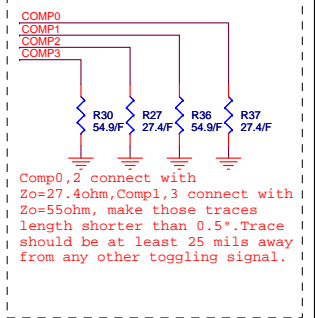 COMP0
COMP1
COMP2
COMP3
R30 R27 R36 R37
54.9/F 27.4/F 54.9/F 27.4/F
Comp0,2 connect with
Zo=27.4ohm,Comp1,3 connect with
Zo=55ohm, make those traces
length shorter than 0.5".Trace
should be at least 25 mils away
from any other toggling signal.